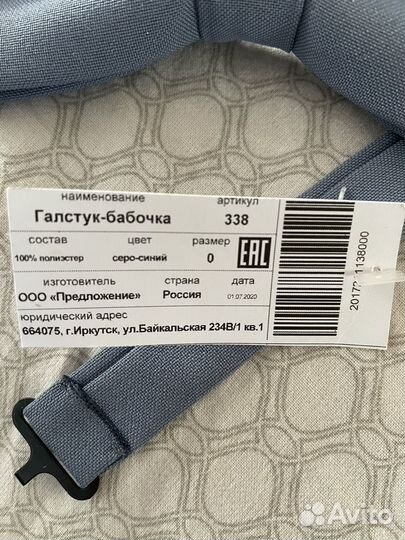 наименование артикул
Галстук-бабочка 338
состав цвет размер
100% полиэстер серо-синий 0 EAC
изготовитель страна дата
ООО «Предложение» Россия 01.07.2020
юридический адрес
664075, г.Иркутск, ул.Байкальская 234В/1 кв.1
Avito